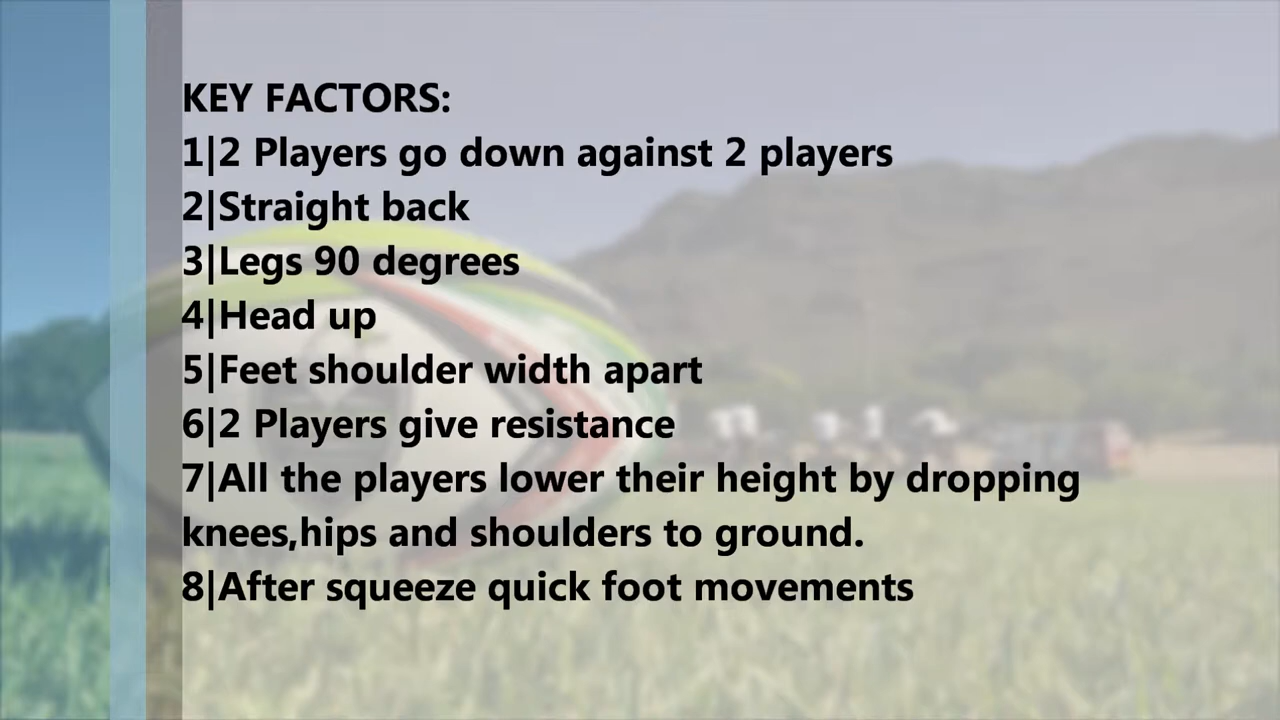 KEY FACTORS:
1|2 Players go down against 2 players
2|Straight back
3|Legs 90 degrees
4|Head up
5|Feet shoulder width apart
6|2 Players give resistance
7|All the players lower their height by dropping
knees,hips and shoulders to ground.
8|After squeeze quick foot movements